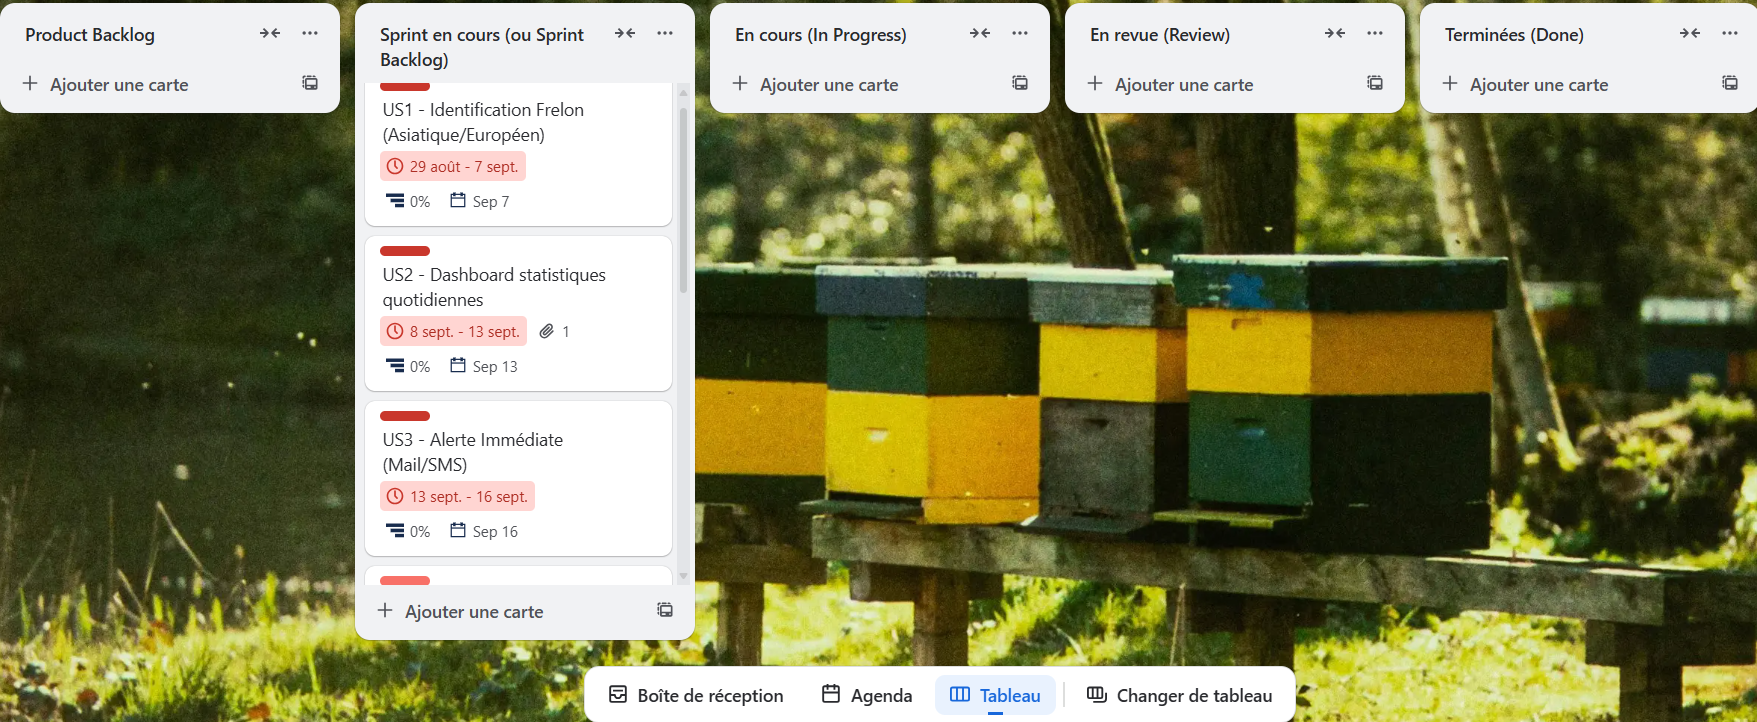 Product Backlog
Ajouter une carte
Sprint en cours (ou Sprint
Backlog)
US1 - Identification Frelon
(Asiatique/Européen)
29 août - 7 sept.
0% Sep 7
US2 - Dashboard statistiques
quotidiennes
8 sept. - 13 sept. 1
0% Sep 13
US3 - Alerte Immédiate
(Mail/SMS)
13 sept. - 16 sept.
0% Sep 16
Ajouter une carte
En cours (In Progress)
Ajouter une carte
En revue (Review)
Ajouter une carte
Terminées (Done)
Ajouter une carte
Boîte de réception Agenda Tableau Changer de tableau